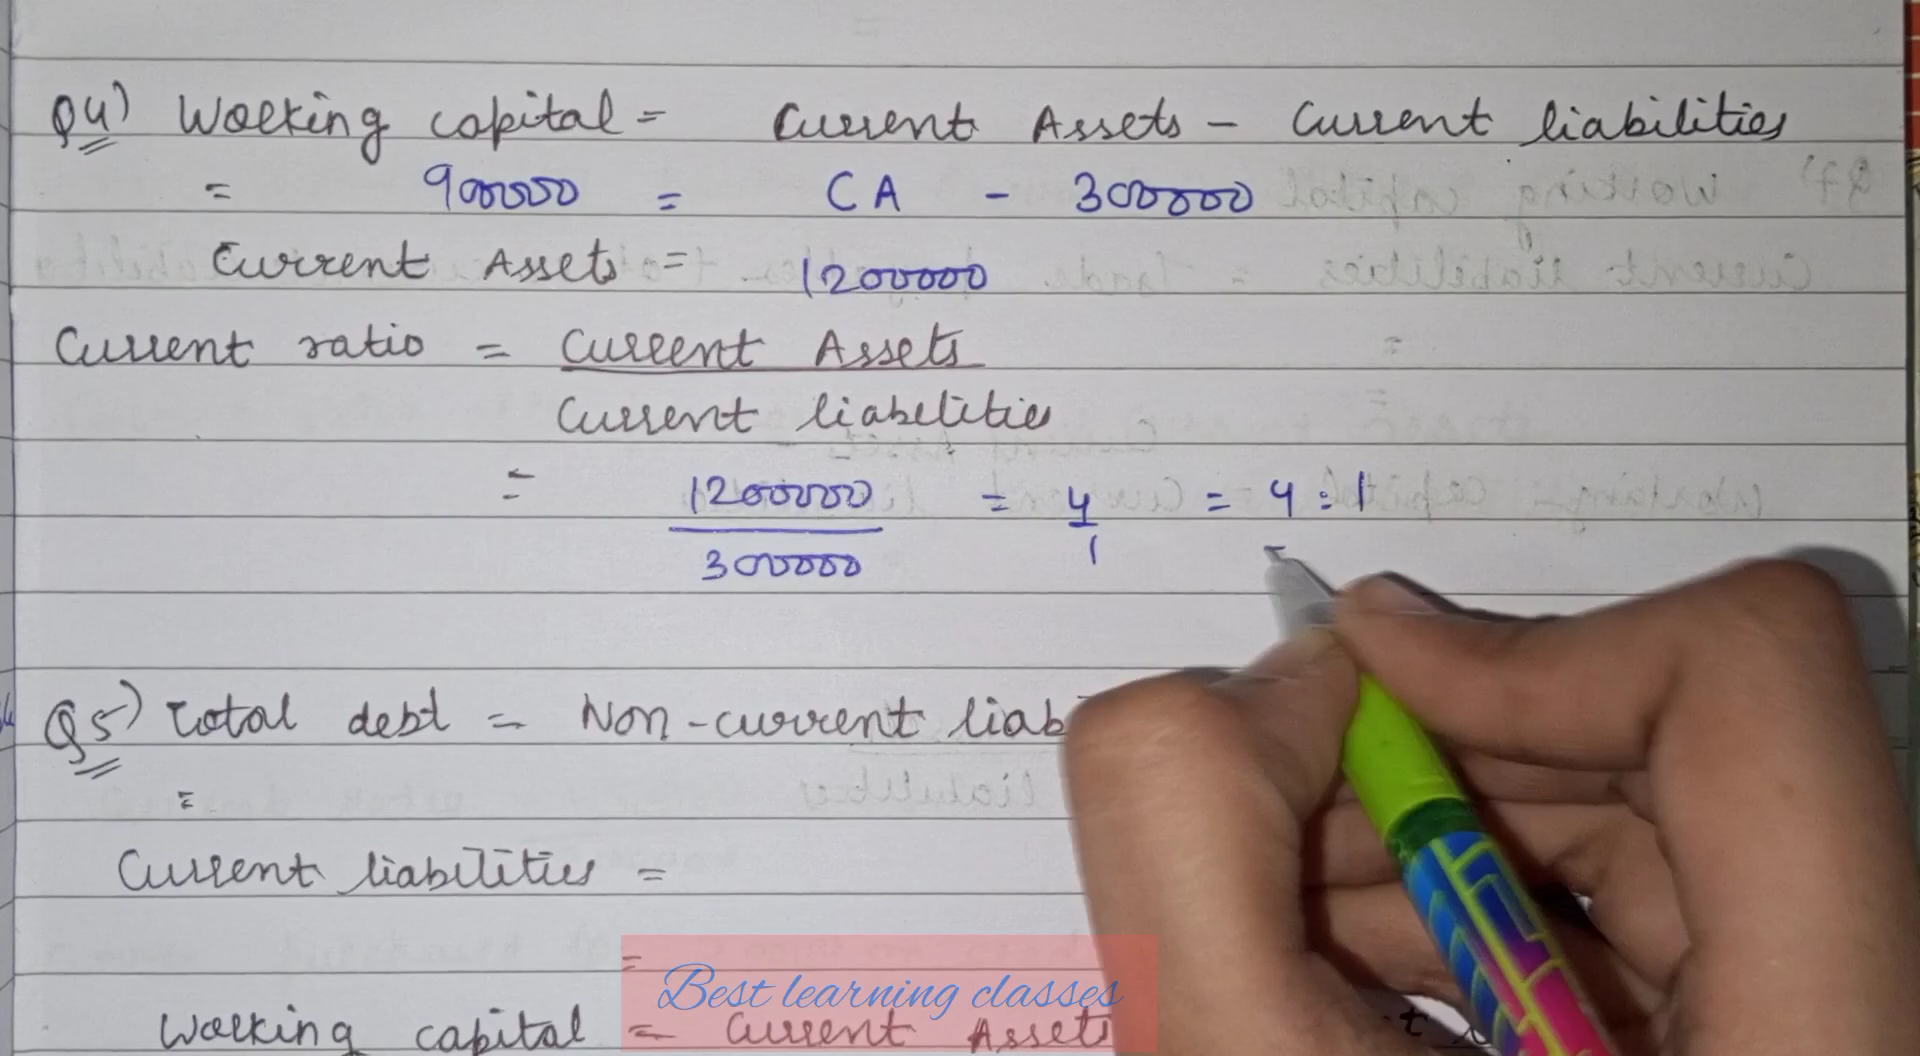 Q4) Working capital = Current Assets - Current liabilities
= 900000 = CA - 300000
Current Assets = 1200000
Current ratio = Current Assets
Current liabilities
= 1200000 = 4 = 4:1
300000 1
Q5) Total debt = Non-current liab
=
Current liabilities =
=
Best learning classes
Working capital = Current Assets